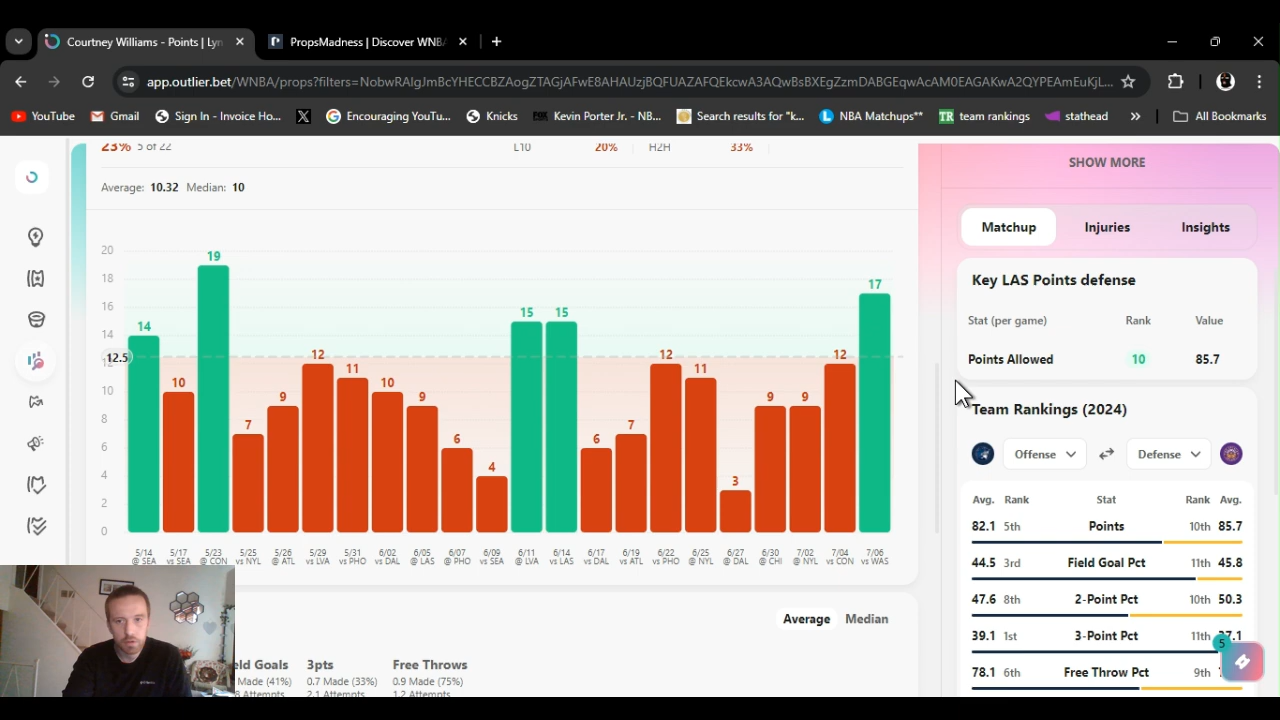 Courtney Williams - Points | Lyn
PropsMadness | Discover WNBA
app.outlier.bet/WNBA/props?filters=NobwRAlgJmBcYHECCBZAogZTAGjAFwE8AHAUzjBQFUAZAFQEkcwA3AQwBsBXEgZzmDABGEqwAcAM0EAGAKwA2QYPEAmEuKjL...
YouTube
Gmail
Sign In - Invoice Ho...
Encouraging YouTu...
Knicks
Kevin Porter Jr. - NB...
Search results for "k...
NBA Matchups**
TR team rankings
stathead
»
All Bookmarks
23% 5 of 22
L10 20% H2H 33%
Average: 10.32 Median: 10
20
18
16
14
12.5
10
8
6
4
2
0
14
10
19
7
9
12
11
10
9
6
4
15
15
6
7
12
11
3
9
9
12
17
5/14 5/17 5/23 5/25 5/26 5/29 5/31 6/02 6/05 6/07 6/09 6/11 6/14 6/17 6/19 6/22 6/25 6/27 6/30 7/02 7/04 7/06
@ SEA vs SEA @ CON vs NYL @ ATL vs LVA vs PHO vs DAL @ LAS @ PHO vs SEA @ LVA vs LAS vs DAL vs ATL vs PHO @ NYL @ DAL @ CHI @ NYL vs CON vs WAS
Average Median
Goals 3pts Free Throws
Made (41%) 0.7 Made (33%) 0.9 Made (75%)
Attempts 2.1 Attempts 1.2 Attempts
SHOW MORE
Matchup Injuries Insights
Key LAS Points defense
Stat (per game) Rank Value
Points Allowed 10 85.7
Team Rankings (2024)
Offense Defense
Avg. Rank Stat Rank Avg.
82.1 5th Points 10th 85.7
44.5 3rd Field Goal Pct 11th 45.8
47.6 8th 2-Point Pct 10th 50.3
39.1 1st 3-Point Pct 11th
78.1 6th Free Throw Pct 9th
5